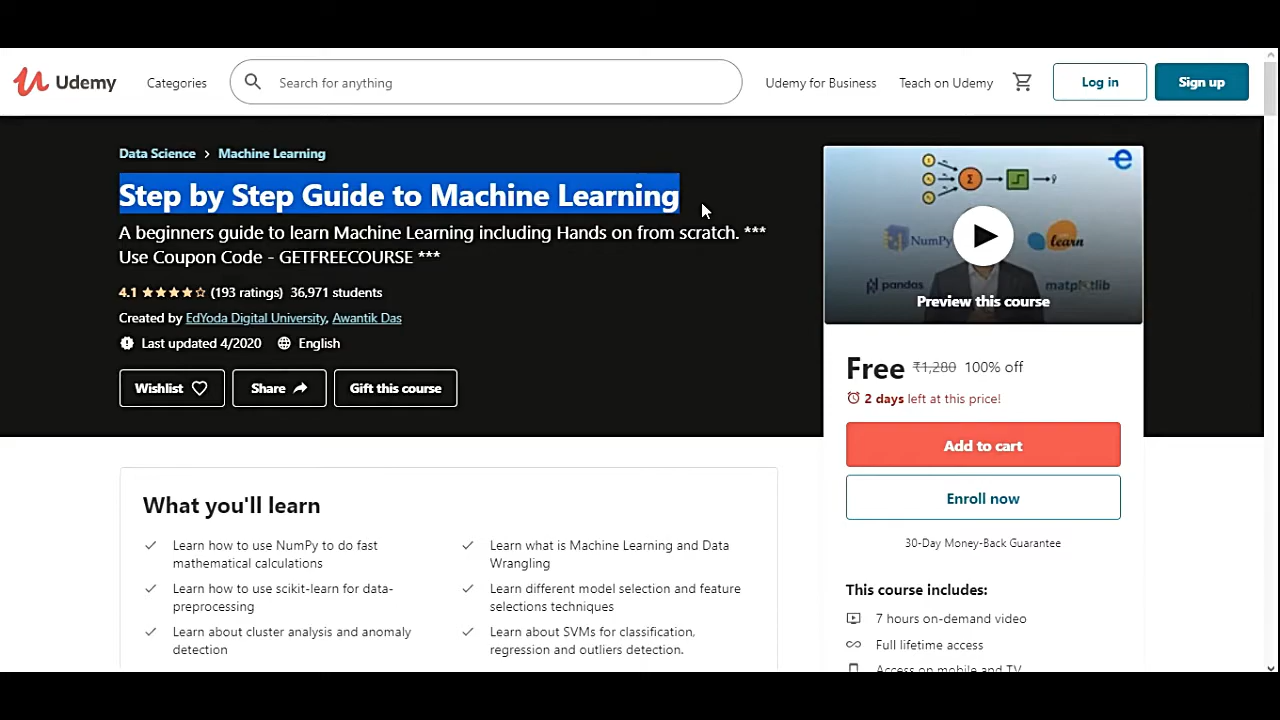 Udemy
Categories
Search for anything
Udemy for Business
Teach on Udemy
Log in
Sign up
Data Science
Machine Learning
Step by Step Guide to Machine Learning
A beginners guide to learn Machine Learning including Hands on from scratch. ***
Use Coupon Code - GETFREECOURSE ***
4.1 (193 ratings) 36,971 students
Created by EdYoda Digital University, Awantik Das
Last updated 4/2020 English
Wishlist
Share
Gift this course
NumPy
learn
pandas
matplotlib
Preview this course
Free ₹1,280 100% off
2 days left at this price!
Add to cart
Enroll now
30-Day Money-Back Guarantee
This course includes:
7 hours on-demand video
Full lifetime access
Access on mobile and TV
What you'll learn
Learn how to use NumPy to do fast
mathematical calculations
Learn how to use scikit-learn for data-
preprocessing
Learn about cluster analysis and anomaly
detection
Learn what is Machine Learning and Data
Wrangling
Learn different model selection and feature
selections techniques
Learn about SVMs for classification,
regression and outliers detection.